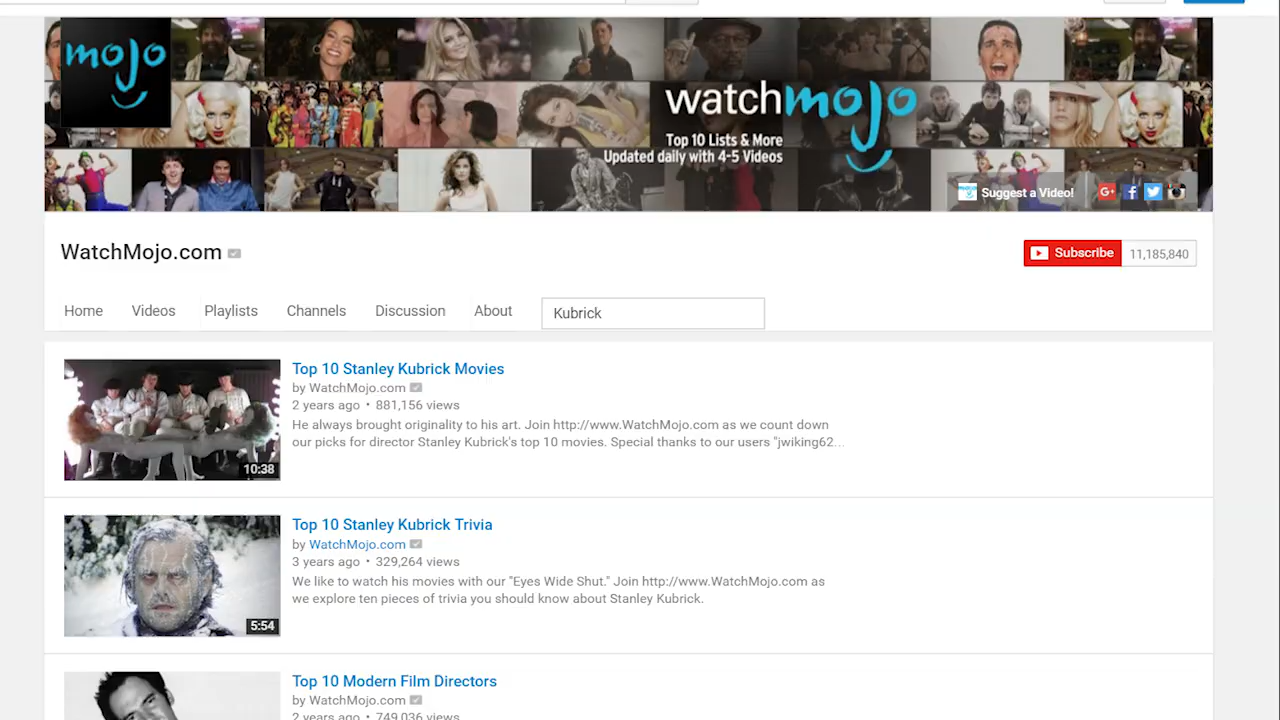 mojo
watchmojo
Top 10 Lists & More
Updated daily with 4-5 Videos
Suggest a Video!
G+
WatchMojo.com
Subscribe 11,185,840
Home Videos Playlists Channels Discussion About Kubrick
Top 10 Stanley Kubrick Movies
by WatchMojo.com
2 years ago • 881,156 views
He always brought originality to his art. Join http://www.WatchMojo.com as we count down
our picks for director Stanley Kubrick's top 10 movies. Special thanks to our users "jwiking62...
10:38
Top 10 Stanley Kubrick Trivia
by WatchMojo.com
3 years ago • 329,264 views
We like to watch his movies with our "Eyes Wide Shut." Join http://www.WatchMojo.com as
we explore ten pieces of trivia you should know about Stanley Kubrick.
5:54
Top 10 Modern Film Directors
by WatchMojo.com
2 years ago • 749,036 views